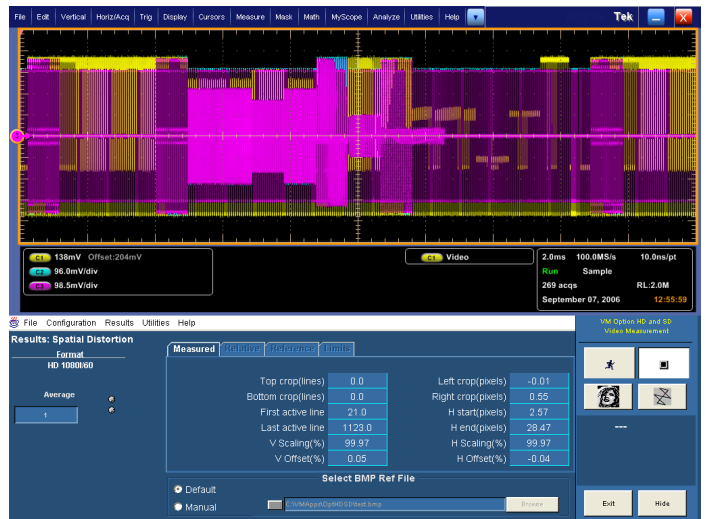 File Edit Vertical Horiz/Acq Trig Display Cursors Measure Mask Math MyScope Analyze Utilities Help Tek X
C1 138mV Offset:204mV
C2 96.0mV/div
C3 98.5mV/div
C1 Video
2.0ms 100.0MS/s 10.0ns/pt
Run Sample
269 acqs RL:2.0M
September 07, 2006 12:55:59
File Configuration Results Utilities Help
VM Option HD and SD
Video Measurement
Results: Spatial Distortion
Format
HD 1080I/60
Average
1
Measured Relative Reference Limits
Top crop(lines) 0.0 Left crop(pixels) -0.01
Bottom crop(lines) 0.0 Right crop(pixels) 0.55
First active line 21.0 H start(pixels) 2.57
Last active line 1123.0 H end(pixels) 28.47
V Scaling(%) 99.97 H Scaling(%) 99.97
V Offset(%) 0.05 H Offset(%) -0.04
---
Select BMP Ref File
Default
Manual Browse
Exit Hide